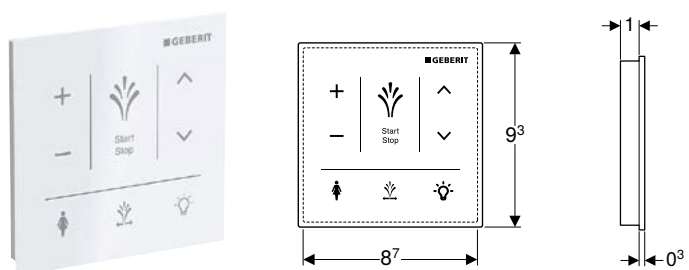 GEBERIT
+
Start
Stop
−
GEBERIT
+
Start
Stop
−
9³
8⁷
1
0³